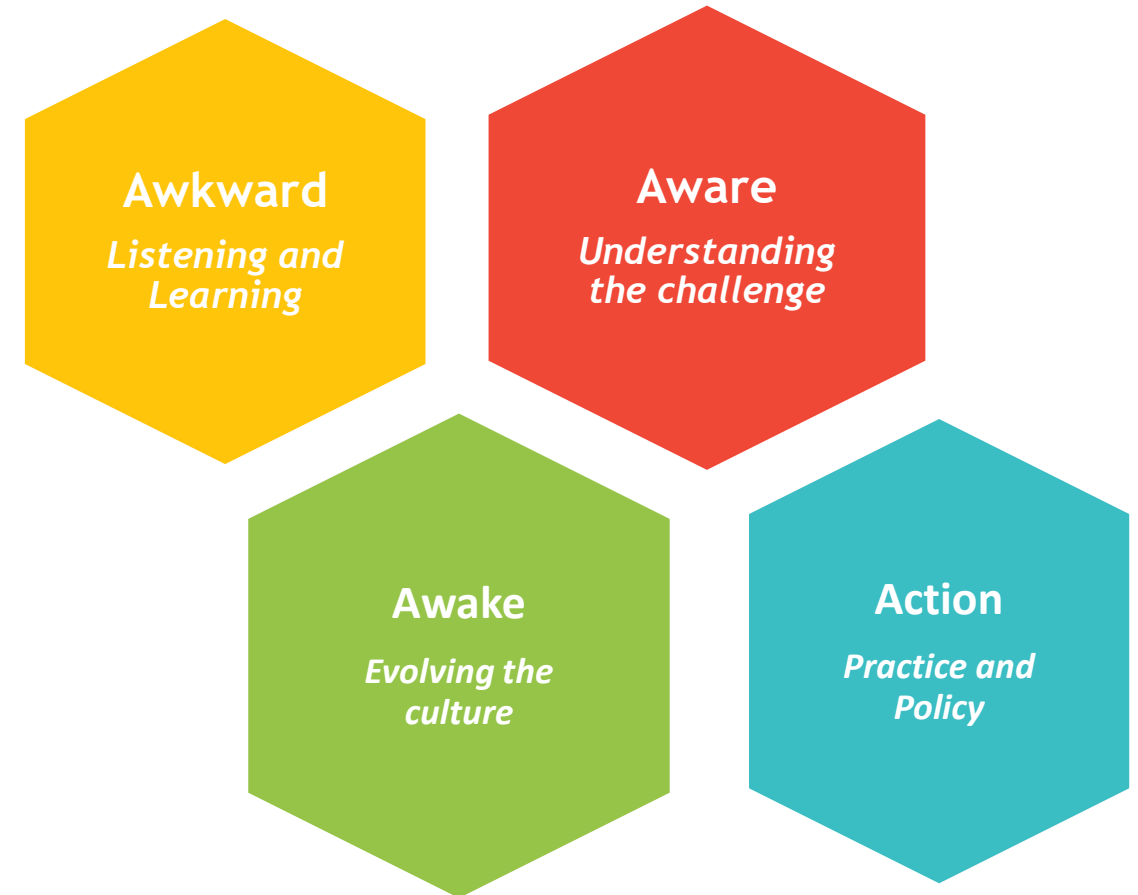 Awkward
Listening and
Learning
Aware
Understanding
the challenge
Awake
Evolving the
culture
Action
Practice and
Policy